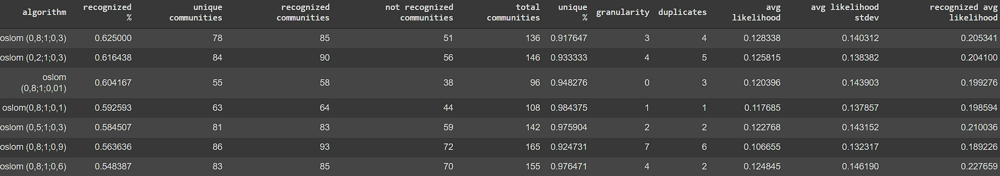 algorithm recognized % unique communities recognized communities not recognized communities total communities unique % granularity duplicates avg likelihood avg likelihood stdev recognized avg likelihood
oslom (0,8;1;0,3) 0.625000 78 85 51 136 0.917647 3 4 0.128338 0.140312 0.205341
oslom (0,2;1;0,3) 0.616438 84 90 56 146 0.933333 4 5 0.125815 0.138382 0.204100
oslom (0,8;1;0,01) 0.604167 55 58 38 96 0.948276 0 3 0.120396 0.143903 0.199276
oslom(0,8;1;0,1) 0.592593 63 64 44 108 0.984375 1 1 0.117685 0.137857 0.198594
oslom (0,5;1;0,3) 0.584507 81 83 59 142 0.975904 2 2 0.122768 0.143152 0.210036
oslom (0,8;1;0,9) 0.563636 86 93 72 165 0.924731 7 6 0.106655 0.132317 0.189226
oslom (0,8;1;0,6) 0.548387 83 85 70 155 0.976471 4 2 0.124845 0.146190 0.227659